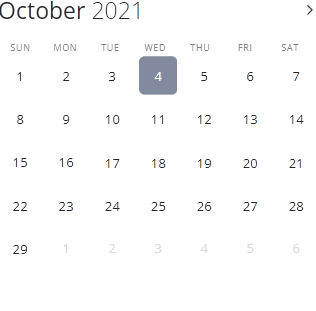 October 2021
SUN MON TUE WED THU FRI SAT
1 2 3 4 5 6 7
8 9 10 11 12 13 14
15 16 17 18 19 20 21
22 23 24 25 26 27 28
29 1 2 3 4 5 6